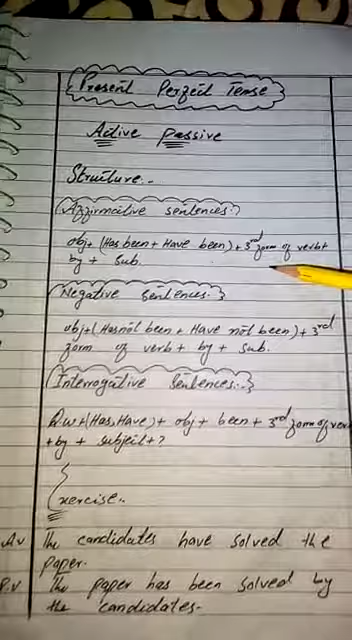 Present Perfect Tense
Active Passive
Structure..
Affirmative sentences:
obj+ (Has been + Have been) + 3rd form of verb+
by + sub.
Negative sentences.
obj+(Has not been + Have not been) + 3rd
form of verb + by + sub.
Interrogative sentences..
Q.w+(Has, Have)+ obj + been + 3rd form of verb
+by + subject+?
Exercise..
A.v The candidates have solved the
paper.
P.v The paper has been solved by
the candidates.